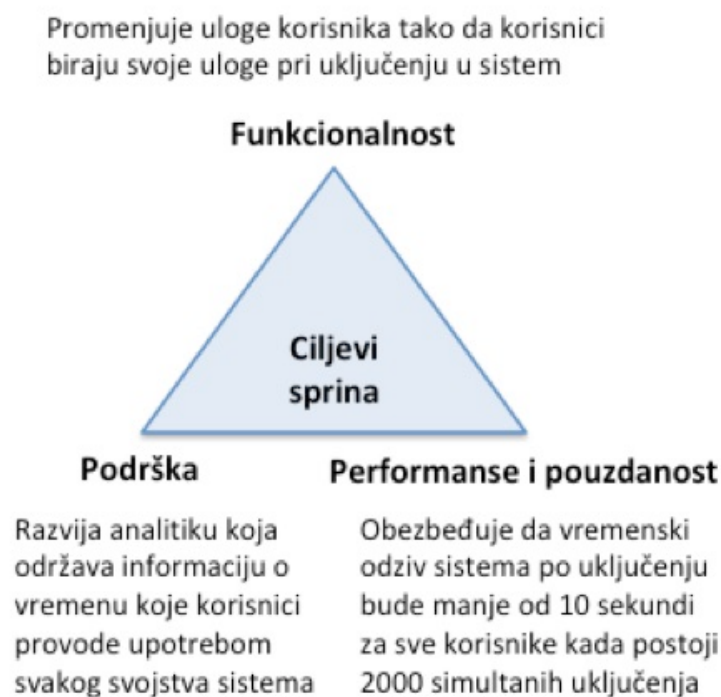 Promenjuje uloge korisnika tako da korisnici
biraju svoje uloge pri uključenju u sistem
Funkcionalnost
Ciljevi
sprina
Podrška
Razvija analitiku koja
održava informaciju o
vremenu koje korisnici
provode upotrebom
svakog svojstva sistema
Performanse i pouzdanost
Obezbeđuje da vremenski
odziv sistema po uključenju
bude manje od 10 sekundi
za sve korisnike kada postoji
2000 simultanih uključenja